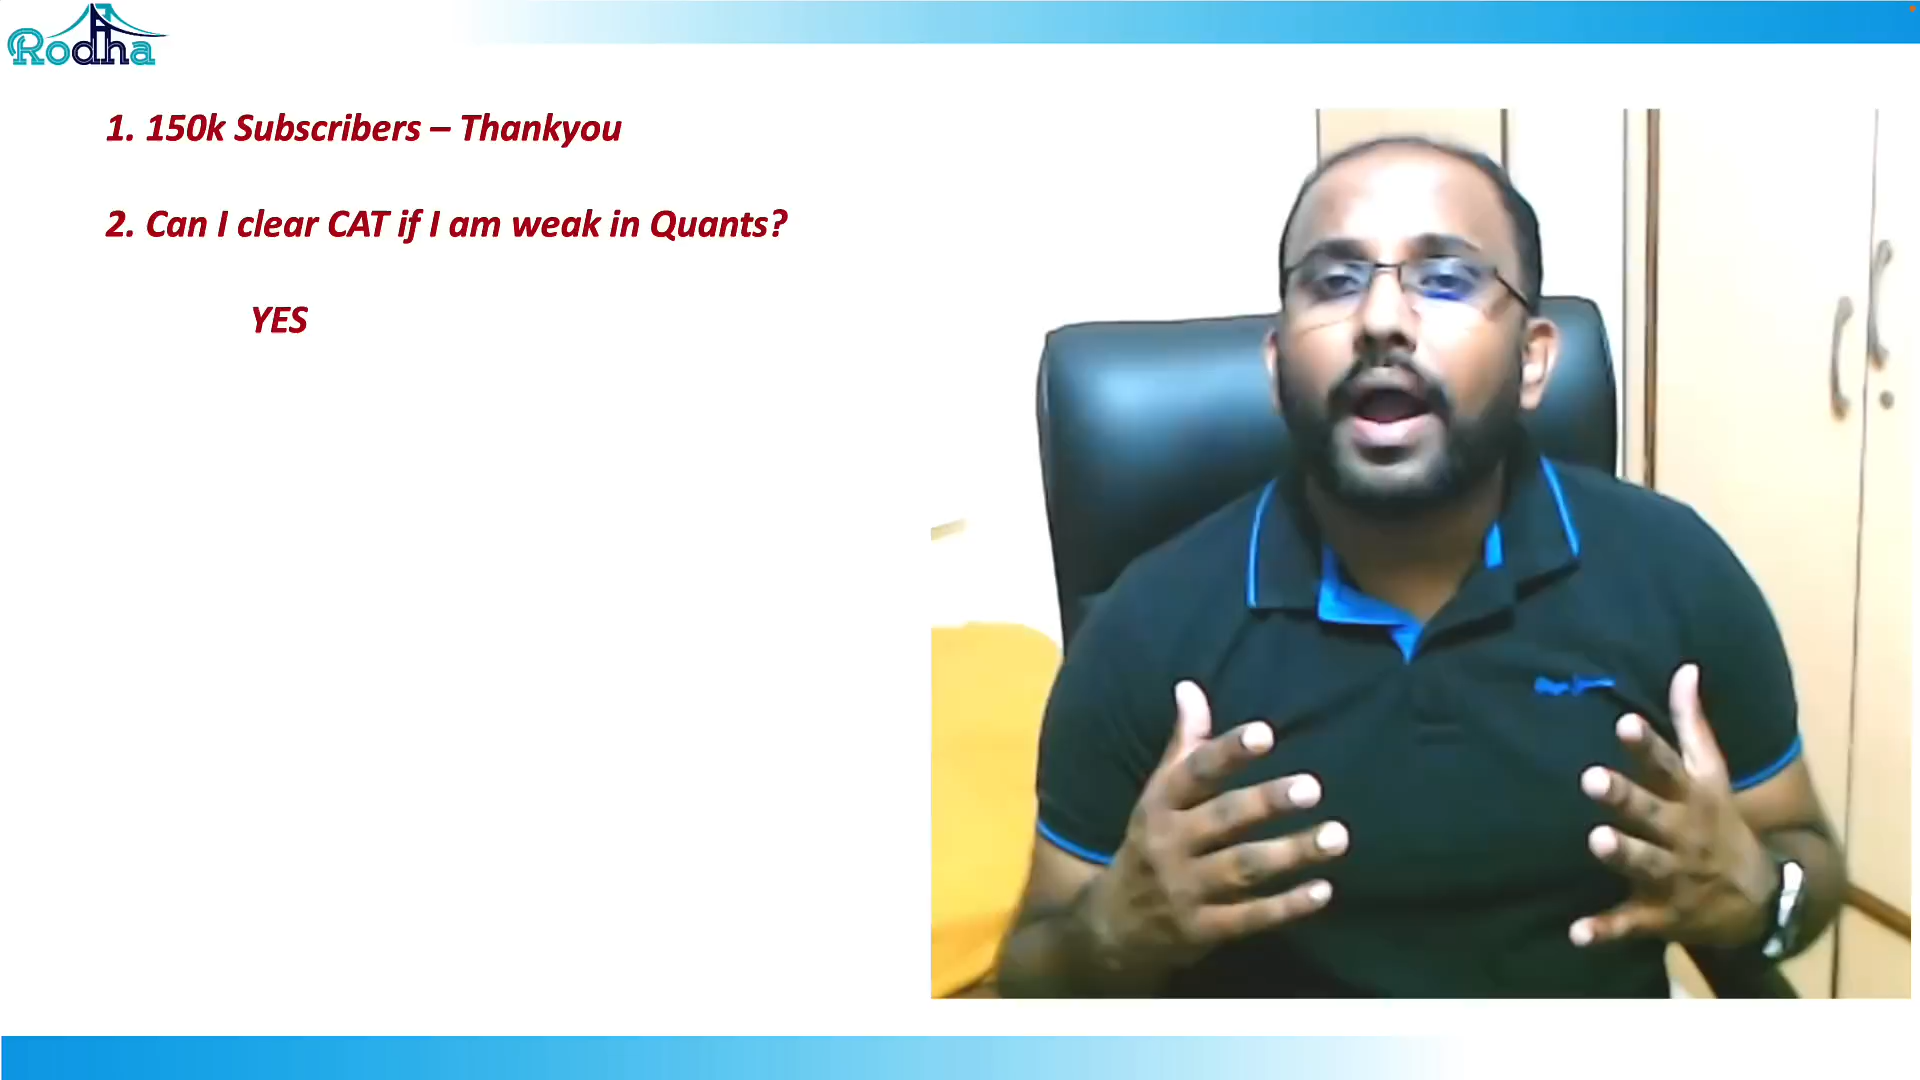 Rodha
1. 150k Subscribers – Thankyou
2. Can I clear CAT if I am weak in Quants?
YES